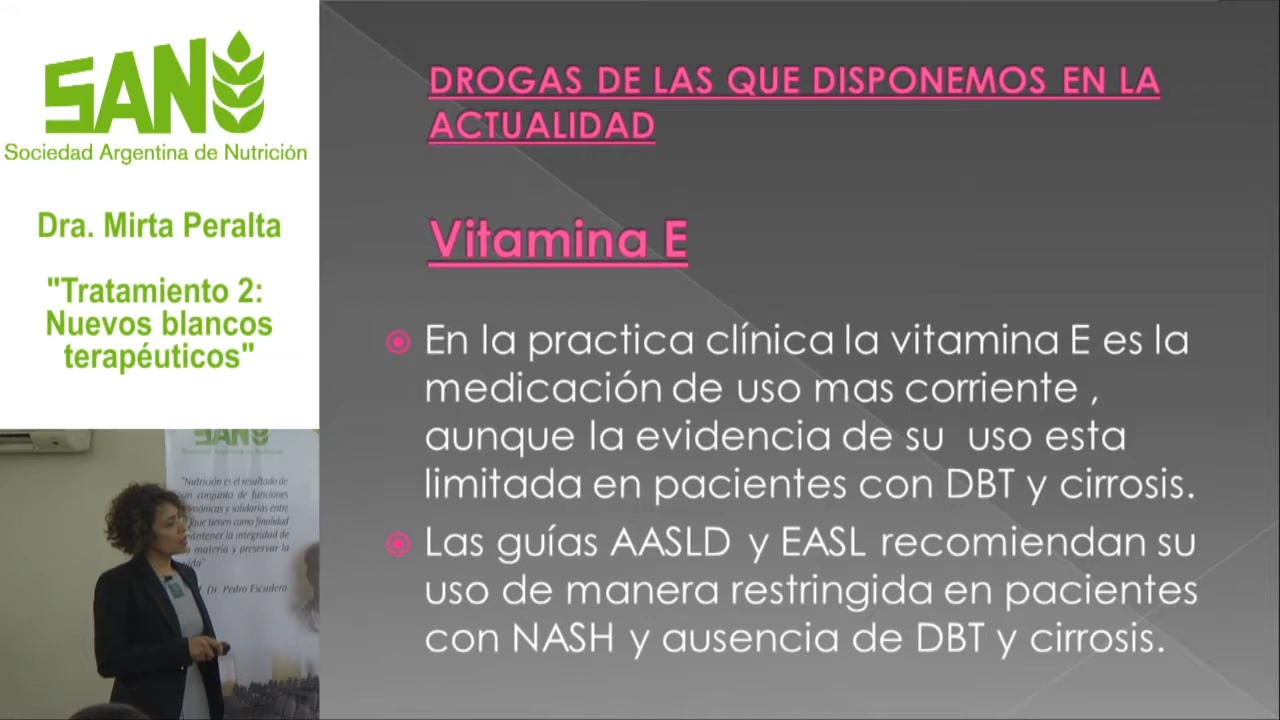 SAN
Sociedad Argentina de Nutrición
Dra. Mirta Peralta
"Tratamiento 2:
Nuevos blancos
terapéuticos"
DROGAS DE LAS QUE DISPONEMOS EN LA
ACTUALIDAD
Vitamina E
En la practica clínica la vitamina E es la
medicación de uso mas corriente ,
aunque la evidencia de su uso esta
limitada en pacientes con DBT y cirrosis.
Las guías AASLD y EASL recomiendan su
uso de manera restringida en pacientes
con NASH y ausencia de DBT y cirrosis.
SAN
Sociedad Argentina de Nutrición
"Nutrición es el resultado de
un conjunto de funciones
armónicas y solidarias entre
que tienen como finalidad
mantener la integridad de
materia y preservar la
vida"
Dr. Pedro Escudero